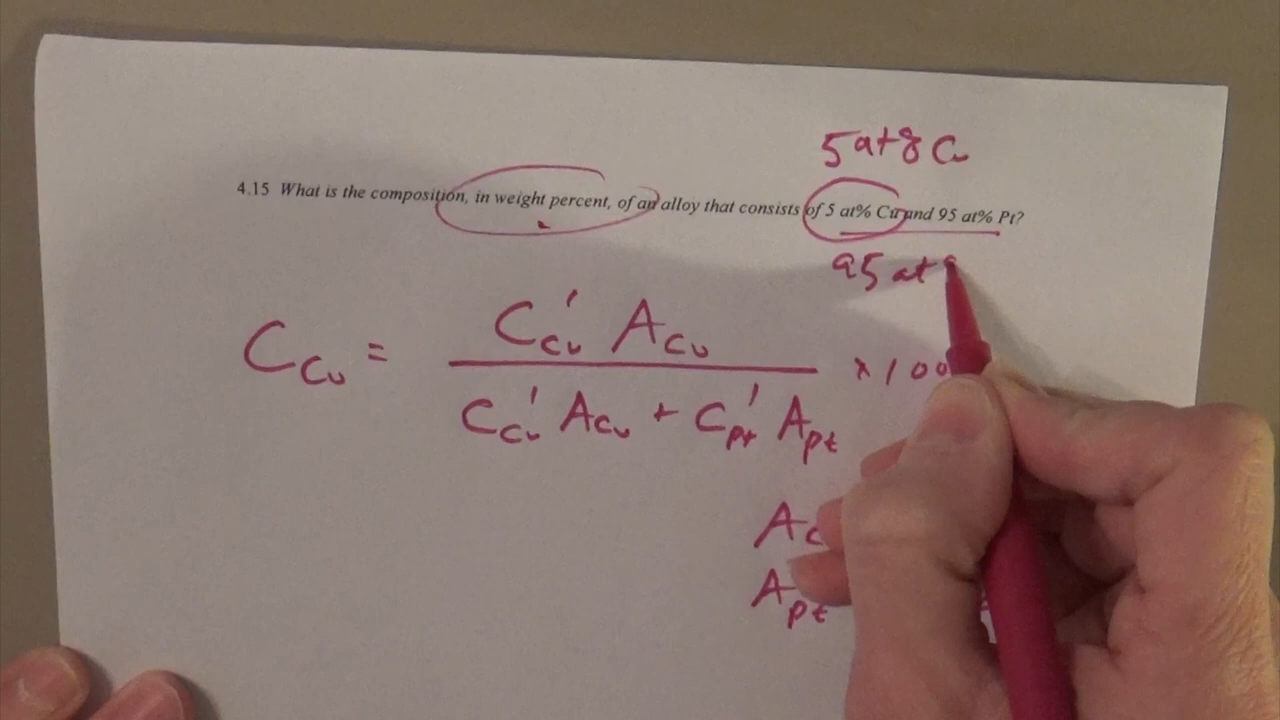 5 at% Cu
4.15 What is the composition, in weight percent, of an alloy that consists of 5 at% Cu and 95 at% Pt?
95 at
C_Cu = C'_Cu A_Cu / C'_Cu A_Cu + C'_Pt A_Pt × 100
A
A_Pt